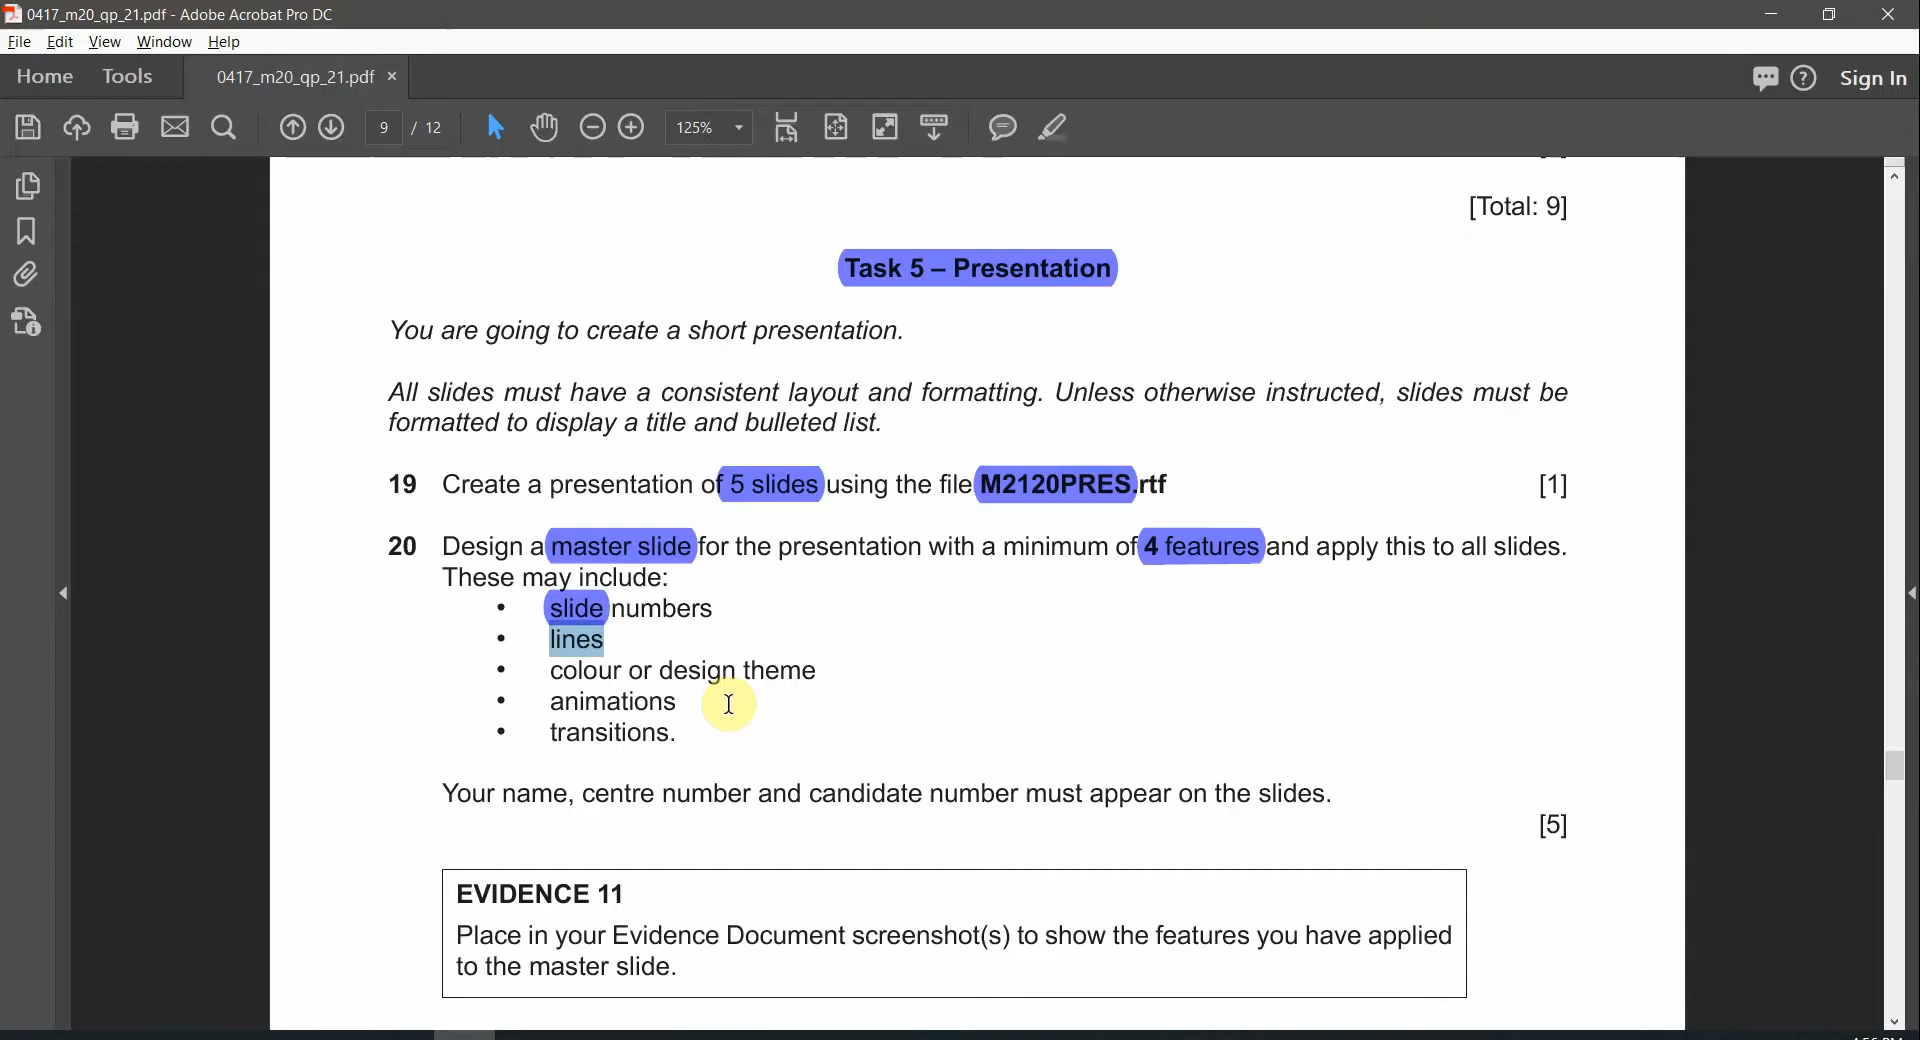 0417_m20_qp_21.pdf - Adobe Acrobat Pro DC
File Edit View Window Help
Home Tools 0417_m20_qp_21.pdf × Sign In
9 / 12 125%
[Total: 9]
Task 5 – Presentation
You are going to create a short presentation.
All slides must have a consistent layout and formatting. Unless otherwise instructed, slides must be
formatted to display a title and bulleted list.
19 Create a presentation of 5 slides using the file M2120PRES.rtf [1]
20 Design a master slide for the presentation with a minimum of 4 features and apply this to all slides.
These may include:
• slide numbers
• lines
• colour or design theme
• animations
• transitions.
Your name, centre number and candidate number must appear on the slides.
[5]
EVIDENCE 11
Place in your Evidence Document screenshot(s) to show the features you have applied
to the master slide.